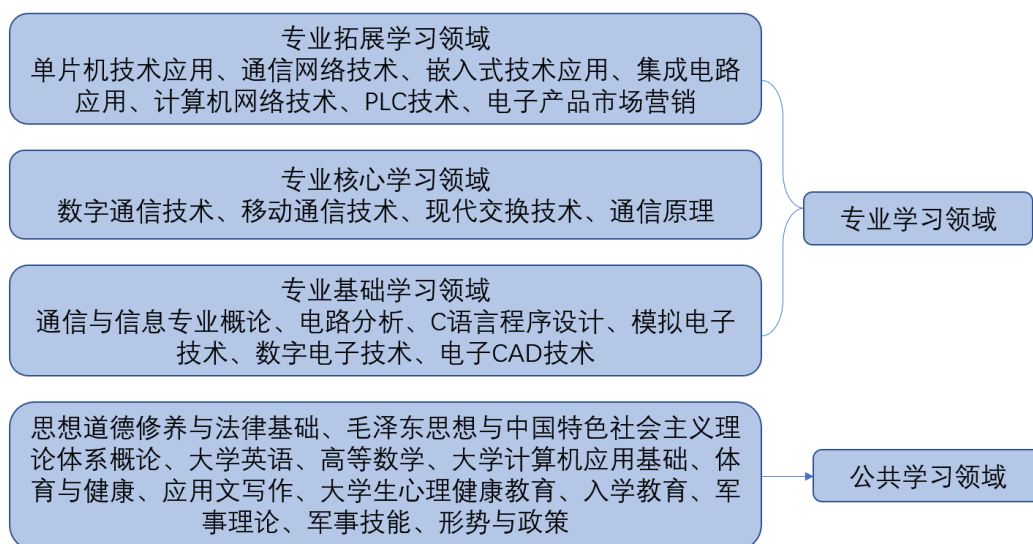 专业拓展学习领域
单片机技术应用、通信网络技术、嵌入式技术应用、集成电路
应用、计算机网络技术、PLC技术、电子产品市场营销
专业核心学习领域
数字通信技术、移动通信技术、现代交换技术、通信原理
专业学习领域
专业基础学习领域
通信与信息专业概论、电路分析、C语言程序设计、模拟电子
技术、数字电子技术、电子CAD技术
思想道德修养与法律基础、毛泽东思想与中国特色社会主义理
论体系概论、大学英语、高等数学、大学计算机应用基础、体
育与健康、应用文写作、大学生心理健康教育、入学教育、军
事理论、军事技能、形势与政策
公共学习领域